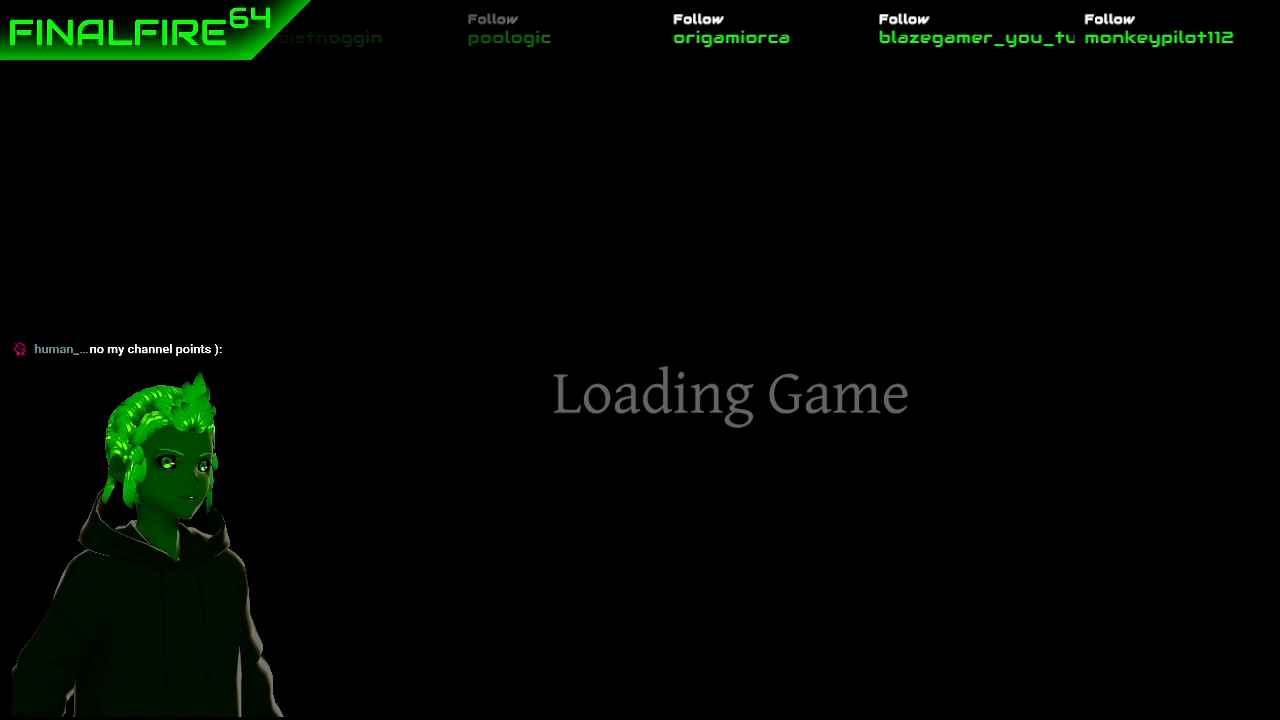 FINALFIRE64
Follow
poologic
Follow
origamiorca
Follow
blazegamer_you_tu
Follow
monkeypilot112
human_...no my channel points ):
Loading Game